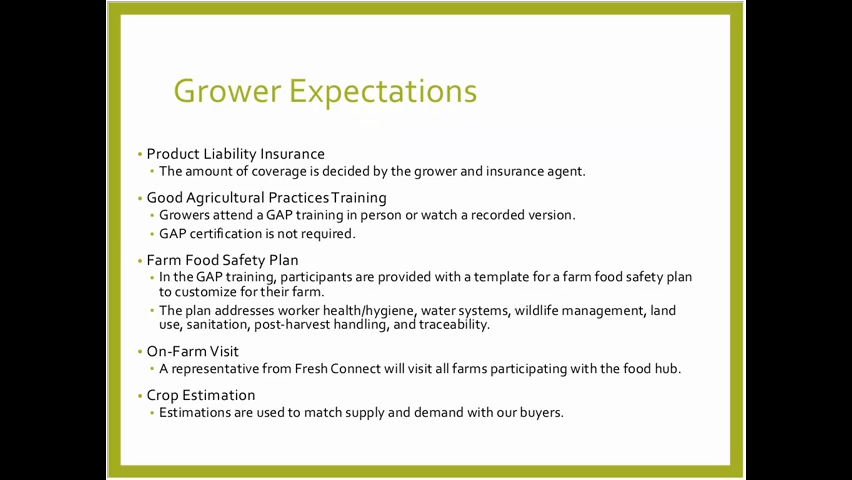 Grower Expectations
• Product Liability Insurance
• The amount of coverage is decided by the grower and insurance agent.
• Good Agricultural Practices Training
• Growers attend a GAP training in person or watch a recorded version.
• GAP certification is not required.
• Farm Food Safety Plan
• In the GAP training, participants are provided with a template for a farm food safety plan
to customize for their farm.
• The plan addresses worker health/hygiene, water systems, wildlife management, land
use, sanitation, post-harvest handling, and traceability.
• On-Farm Visit
• A representative from Fresh Connect will visit all farms participating with the food hub.
• Crop Estimation
• Estimations are used to match supply and demand with our buyers.